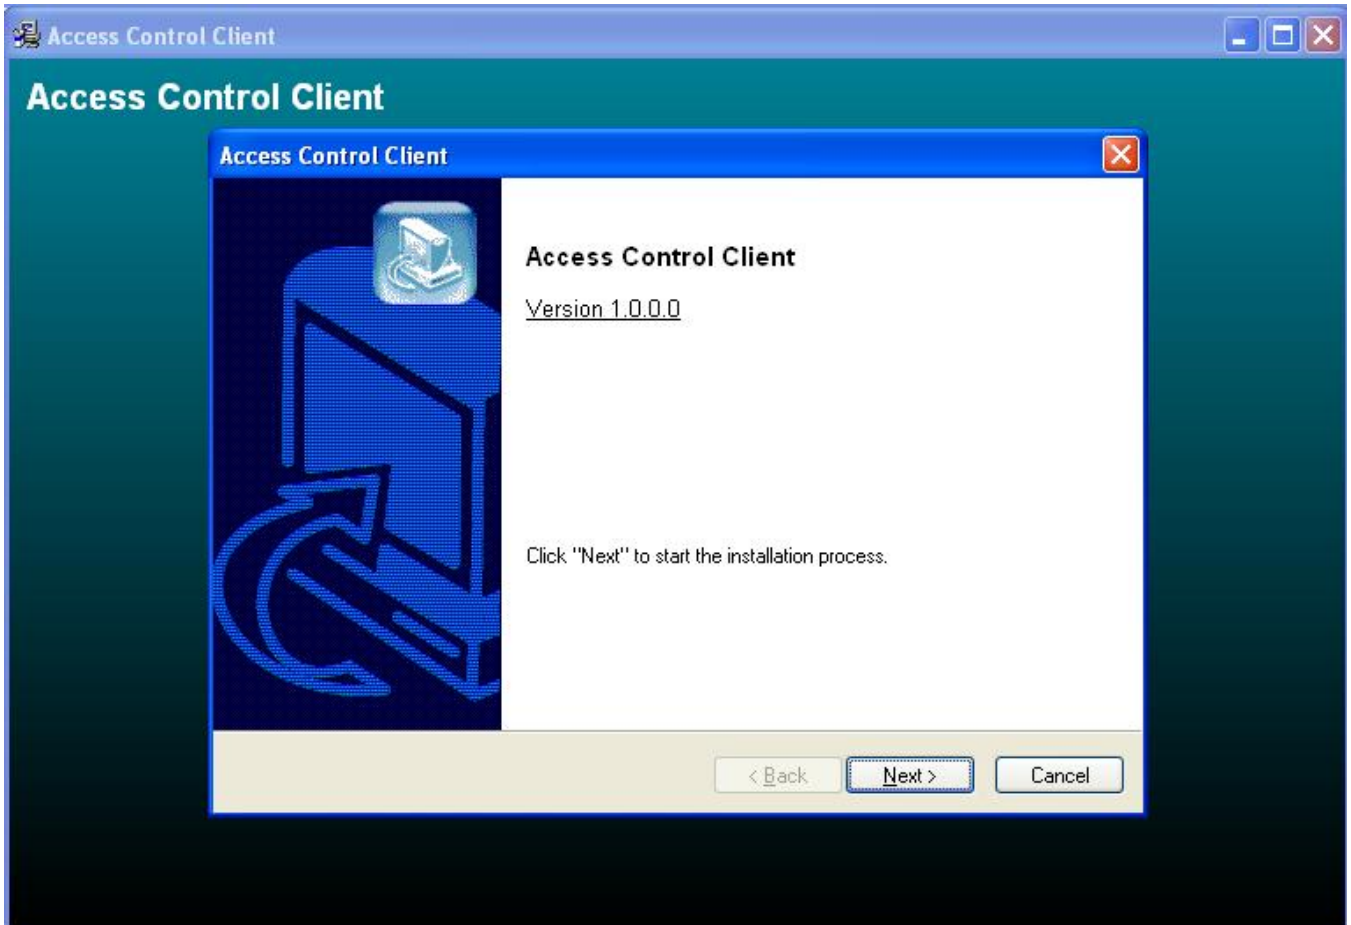 Access Control Client
Access Control Client
Access Control Client
Access Control Client
Version 1.0.0.0
Click "Next" to start the installation process.
< Back Next > Cancel